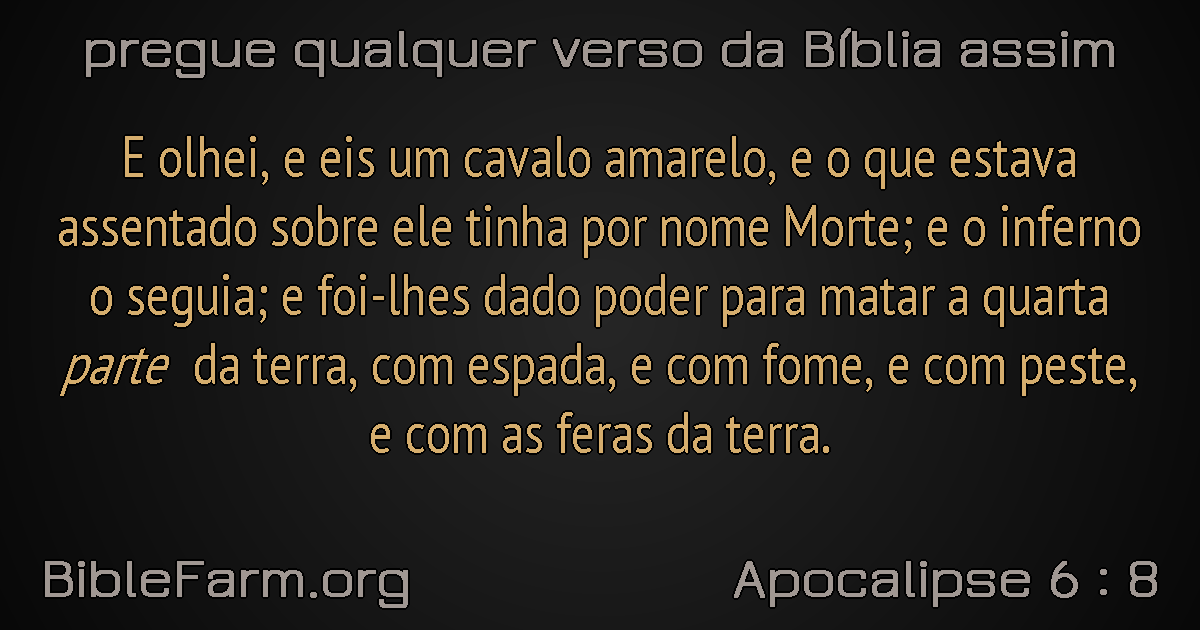 pregue qualquer verso da Bíblia assim
E olhei, e eis um cavalo amarelo, e o que estava
assentado sobre ele tinha por nome Morte; e o inferno
o seguia; e foi-lhes dado poder para matar a quarta
parte da terra, com espada, e com fome, e com peste,
e com as feras da terra.
BibleFarm.org
Apocalipse 6 : 8